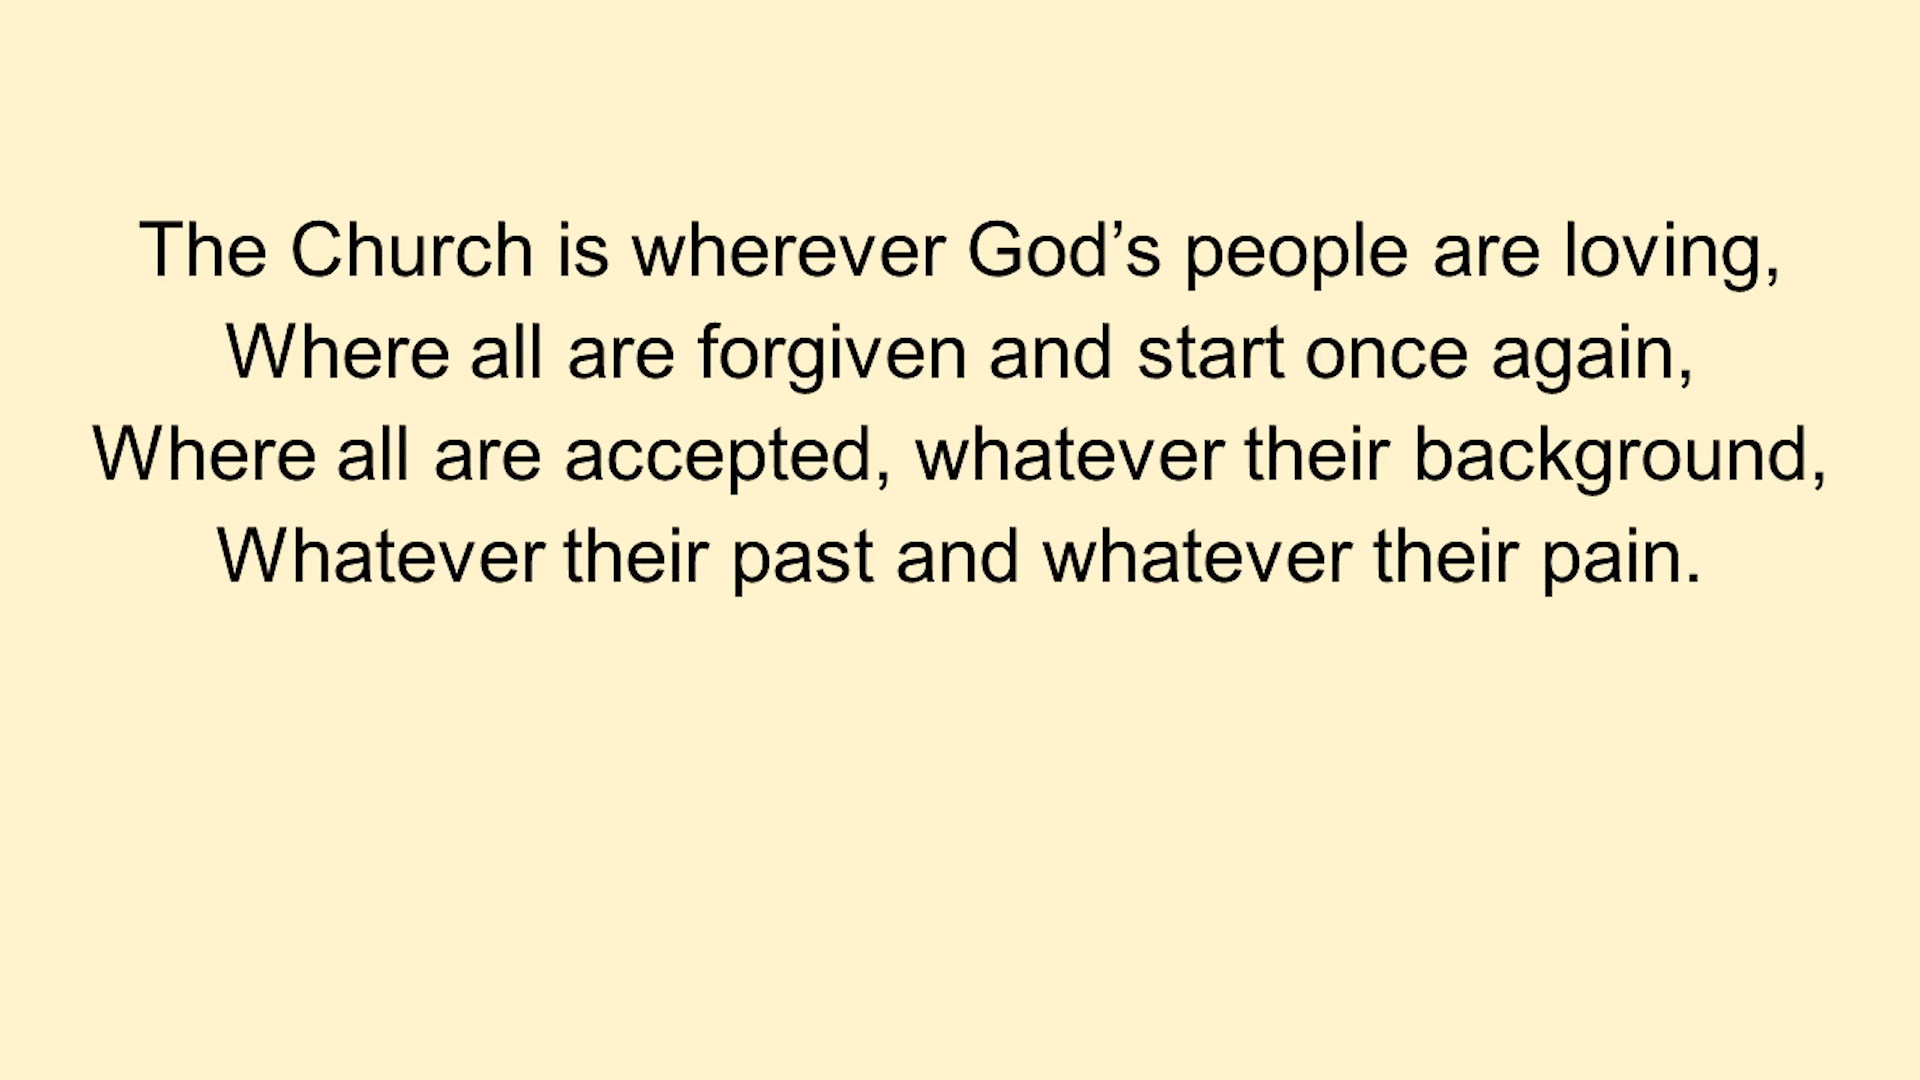 The Church is wherever God’s people are loving,
Where all are forgiven and start once again,
Where all are accepted, whatever their background,
Whatever their past and whatever their pain.